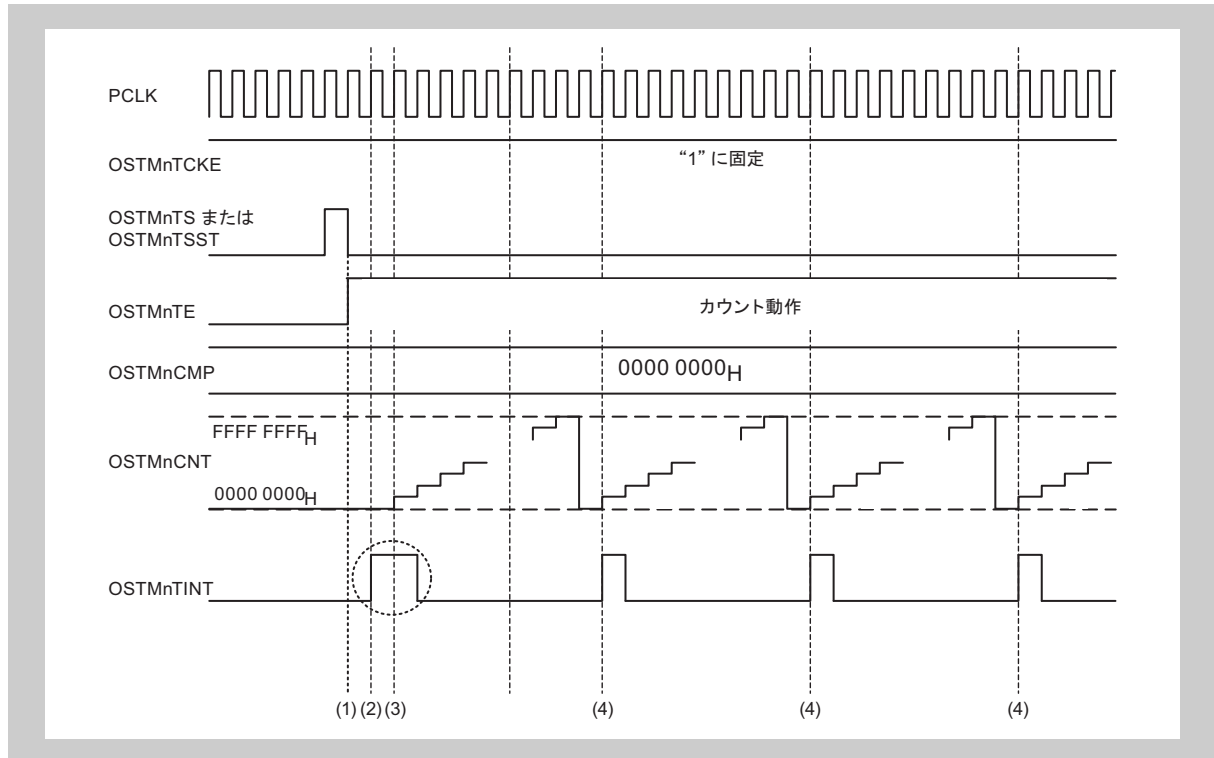 PCLK
OSTMnTCKE
“1” に固定
OSTMnTS または
OSTMnTSST
OSTMnTE
カウント動作
OSTMnCMP
0000 0000H
FFFF FFFFH
OSTMnCNT
0000 0000H
OSTMnTINT
(1) (2) (3) (4) (4) (4)